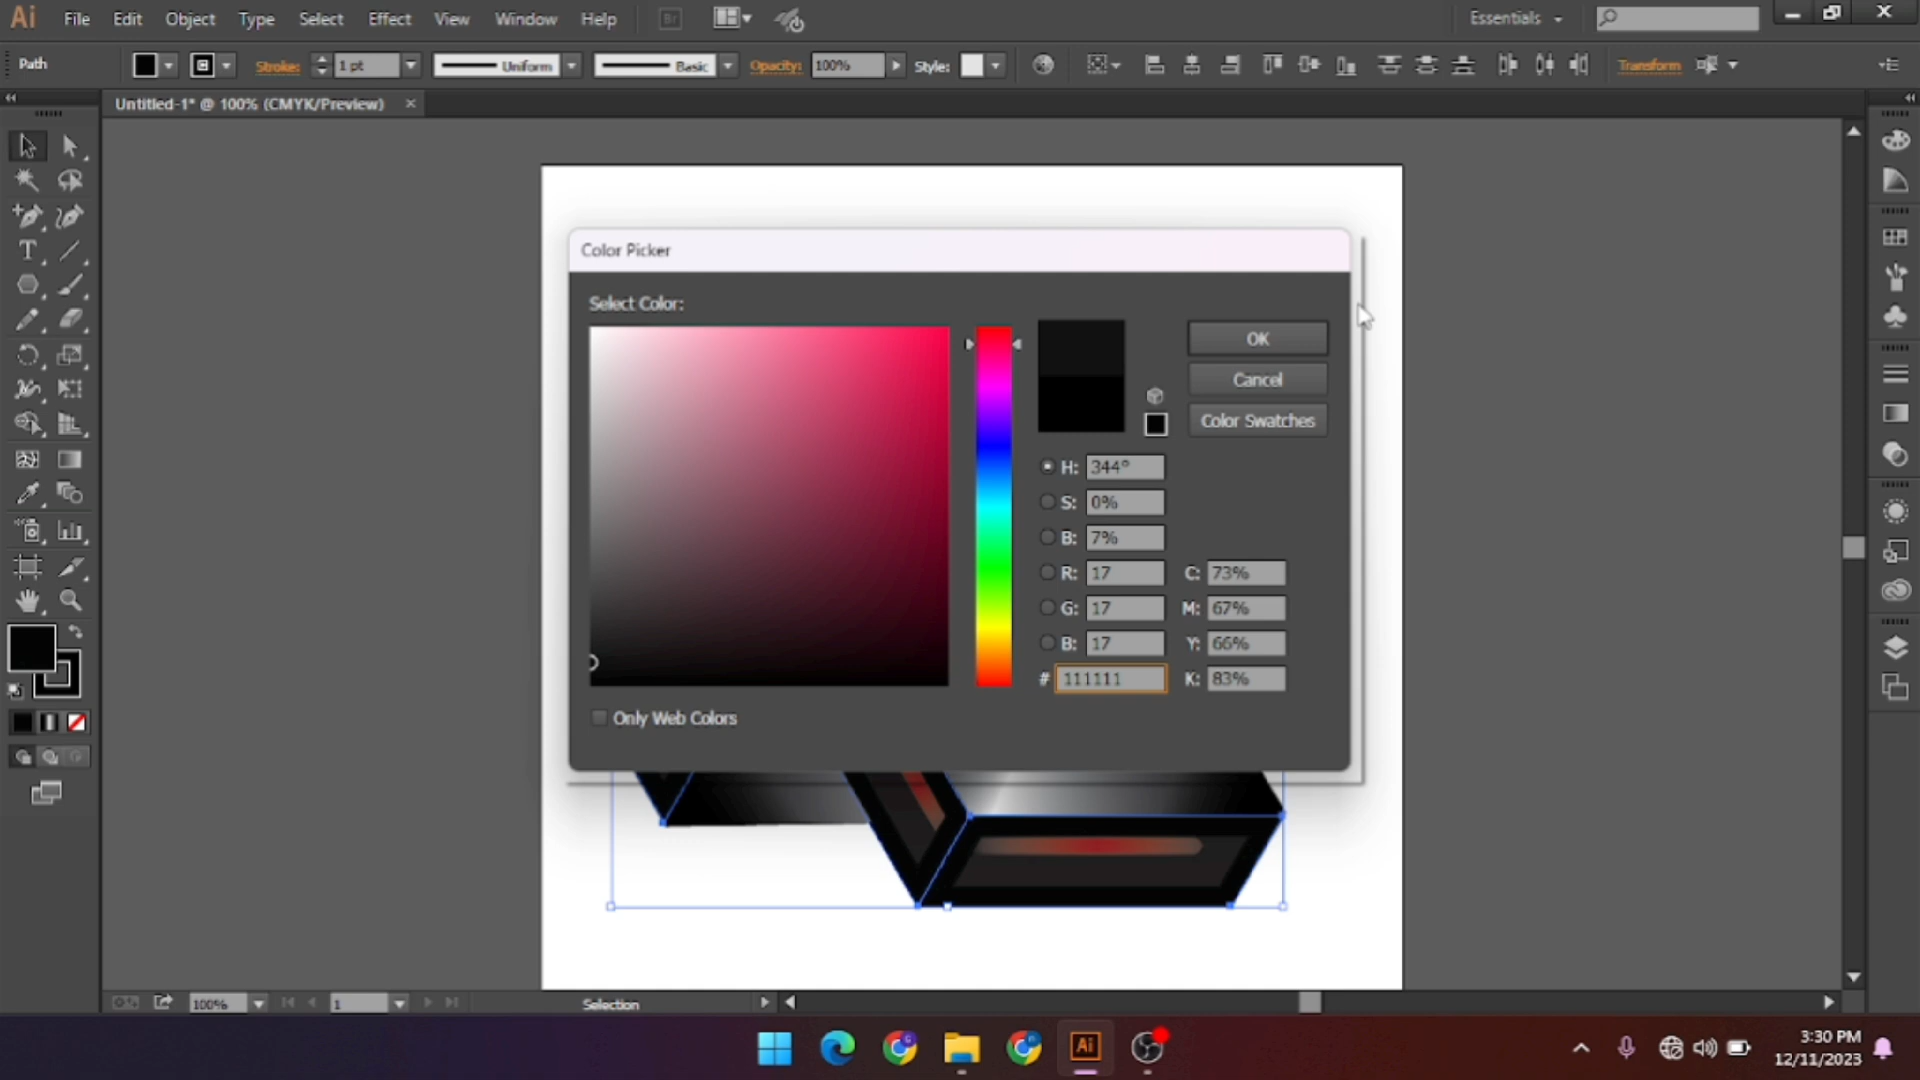 Ai File Edit Object Type Select Effect View Window Help Br Essentials
Path Stroke: 1 pt Uniform Basic Opacity: 100% Style: Transform
Untitled-1* @ 100% (CMYK/Preview) ×
Color Picker
Select Color:
OK
Cancel
Color Swatches
H: 344°
S: 0%
B: 7%
R: 17 C: 73%
G: 17 M: 67%
B: 17 Y: 66%
# 111111 K: 83%
Only Web Colors
T
100% 1 Selection
Ai
3:30 PM
12/11/2023